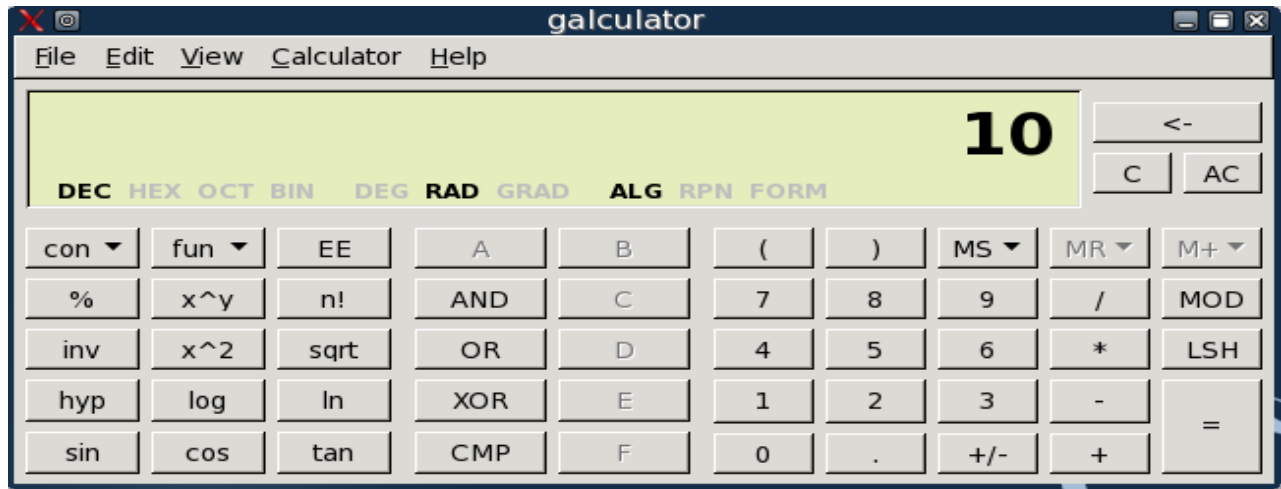 galculator
File Edit View Calculator Help
10
<-
DEC HEX OCT BIN DEG RAD GRAD ALG RPN FORM
C AC
con fun EE A B ( ) MS MR M+
% x^y n! AND C 7 8 9 / MOD
inv x^2 sqrt OR D 4 5 6 * LSH
hyp log ln XOR E 1 2 3 -
=
sin cos tan CMP F 0 . +/- +